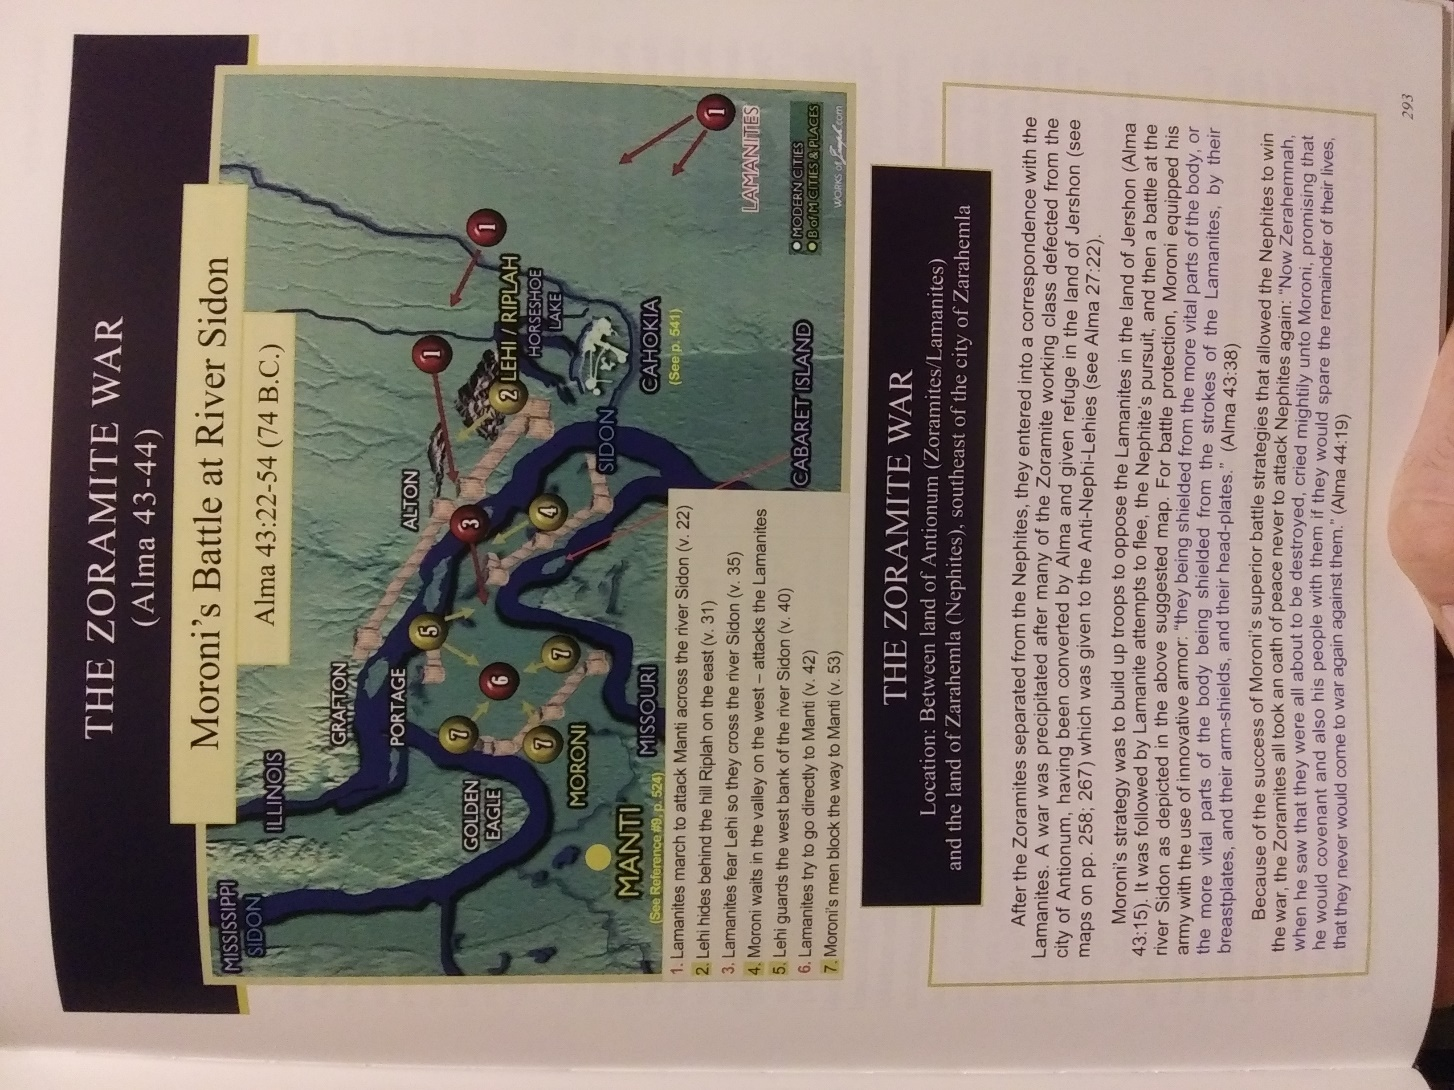 THE ZORAMITE WAR
(Alma 43-44)
Moroni's Battle at River Sidon
Alma 43:22-54 (74 B.C.)
MISSISSIPPI
SIDON
ILLINOIS
GRAFTON
PORTAGE
ALTON
GOLDEN
EAGLE
MORONI
MISSOURI
MANTI
(See Reference #9, p. 524)
2 LEHI / RIPLAH
HORSESHOE
LAKE
SIDON
CAHOKIA
(See p. 541)
CABARET ISLAND
1
1
1
3
4
5
6
7
7
7
LAMANITES
MODERN CITIES
B of M CITIES & PLACES
WORKS of Joseph.com
1. Lamanites march to attack Manti across the river Sidon (v. 22)
2. Lehi hides behind the hill Riplah on the east (v. 31)
3. Lamanites fear Lehi so they cross the river Sidon (v. 35)
4. Moroni waits in the valley on the west – attacks the Lamanites
5. Lehi guards the west bank of the river Sidon (v. 40)
6. Lamanites try to go directly to Manti (v. 42)
7. Moroni's men block the way to Manti (v. 53)
THE ZORAMITE WAR
Location: Between land of Antionum (Zoramites/Lamanites)
and the land of Zarahemla (Nephites), southeast of the city of Zarahemla
After the Zoramites separated from the Nephites, they entered into a correspondence with the
Lamanites. A war was precipitated after many of the Zoramite working class defected from the
city of Antionum, having been converted by Alma and given refuge in the land of Jershon (see
maps on pp. 258; 267) which was given to the Anti-Nephi-Lehies (see Alma 27:22).
Moroni's strategy was to build up troops to oppose the Lamanites in the land of Jershon (Alma
43:15). It was followed by Lamanite attempts to flee, the Nephite's pursuit, and then a battle at the
river Sidon as depicted in the above suggested map. For battle protection, Moroni equipped his
army with the use of innovative armor: "they being shielded from the more vital parts of the body, or
the more vital parts of the body being shielded from the strokes of the Lamanites, by their
breastplates, and their arm-shields, and their head-plates." (Alma 43:38)
Because of the success of Moroni's superior battle strategies that allowed the Nephites to win
the war, the Zoramites all took an oath of peace never to attack Nephites again: "Now Zerahemnah,
when he saw that they were all about to be destroyed, cried mightily unto Moroni, promising that
he would covenant and also his people with them if they would spare the remainder of their lives,
that they never would come to war again against them." (Alma 44:19)
293